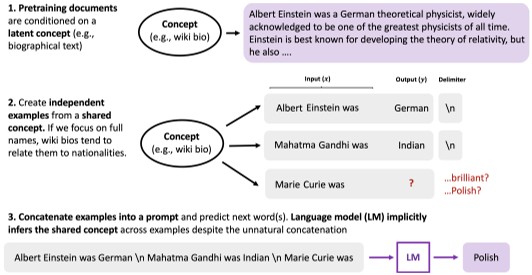 1. Pretraining documents
are conditioned on a
latent concept (e.g.,
biographical text)
Concept
(e.g., wiki bio)
Albert Einstein was a German theoretical physicist, widely
acknowledged to be one of the greatest physicists of all time.
Einstein is best known for developing the theory of relativity, but
he also ....
Input (x)
Output (y)
Delimiter
2. Create independent
examples from a shared
concept. If we focus on full
names, wiki bios tend to
relate them to nationalities.
Concept
(e.g., wiki bio)
Albert Einstein was
German
\n
Mahatma Gandhi was
Indian
\n
Marie Curie was
?
...brilliant?
...Polish?
3. Concatenate examples into a prompt and predict next word(s). Language model (LM) implicitly
infers the shared concept across examples despite the unnatural concatenation
Albert Einstein was German \n Mahatma Gandhi was Indian \n Marie Curie was
LM
Polish